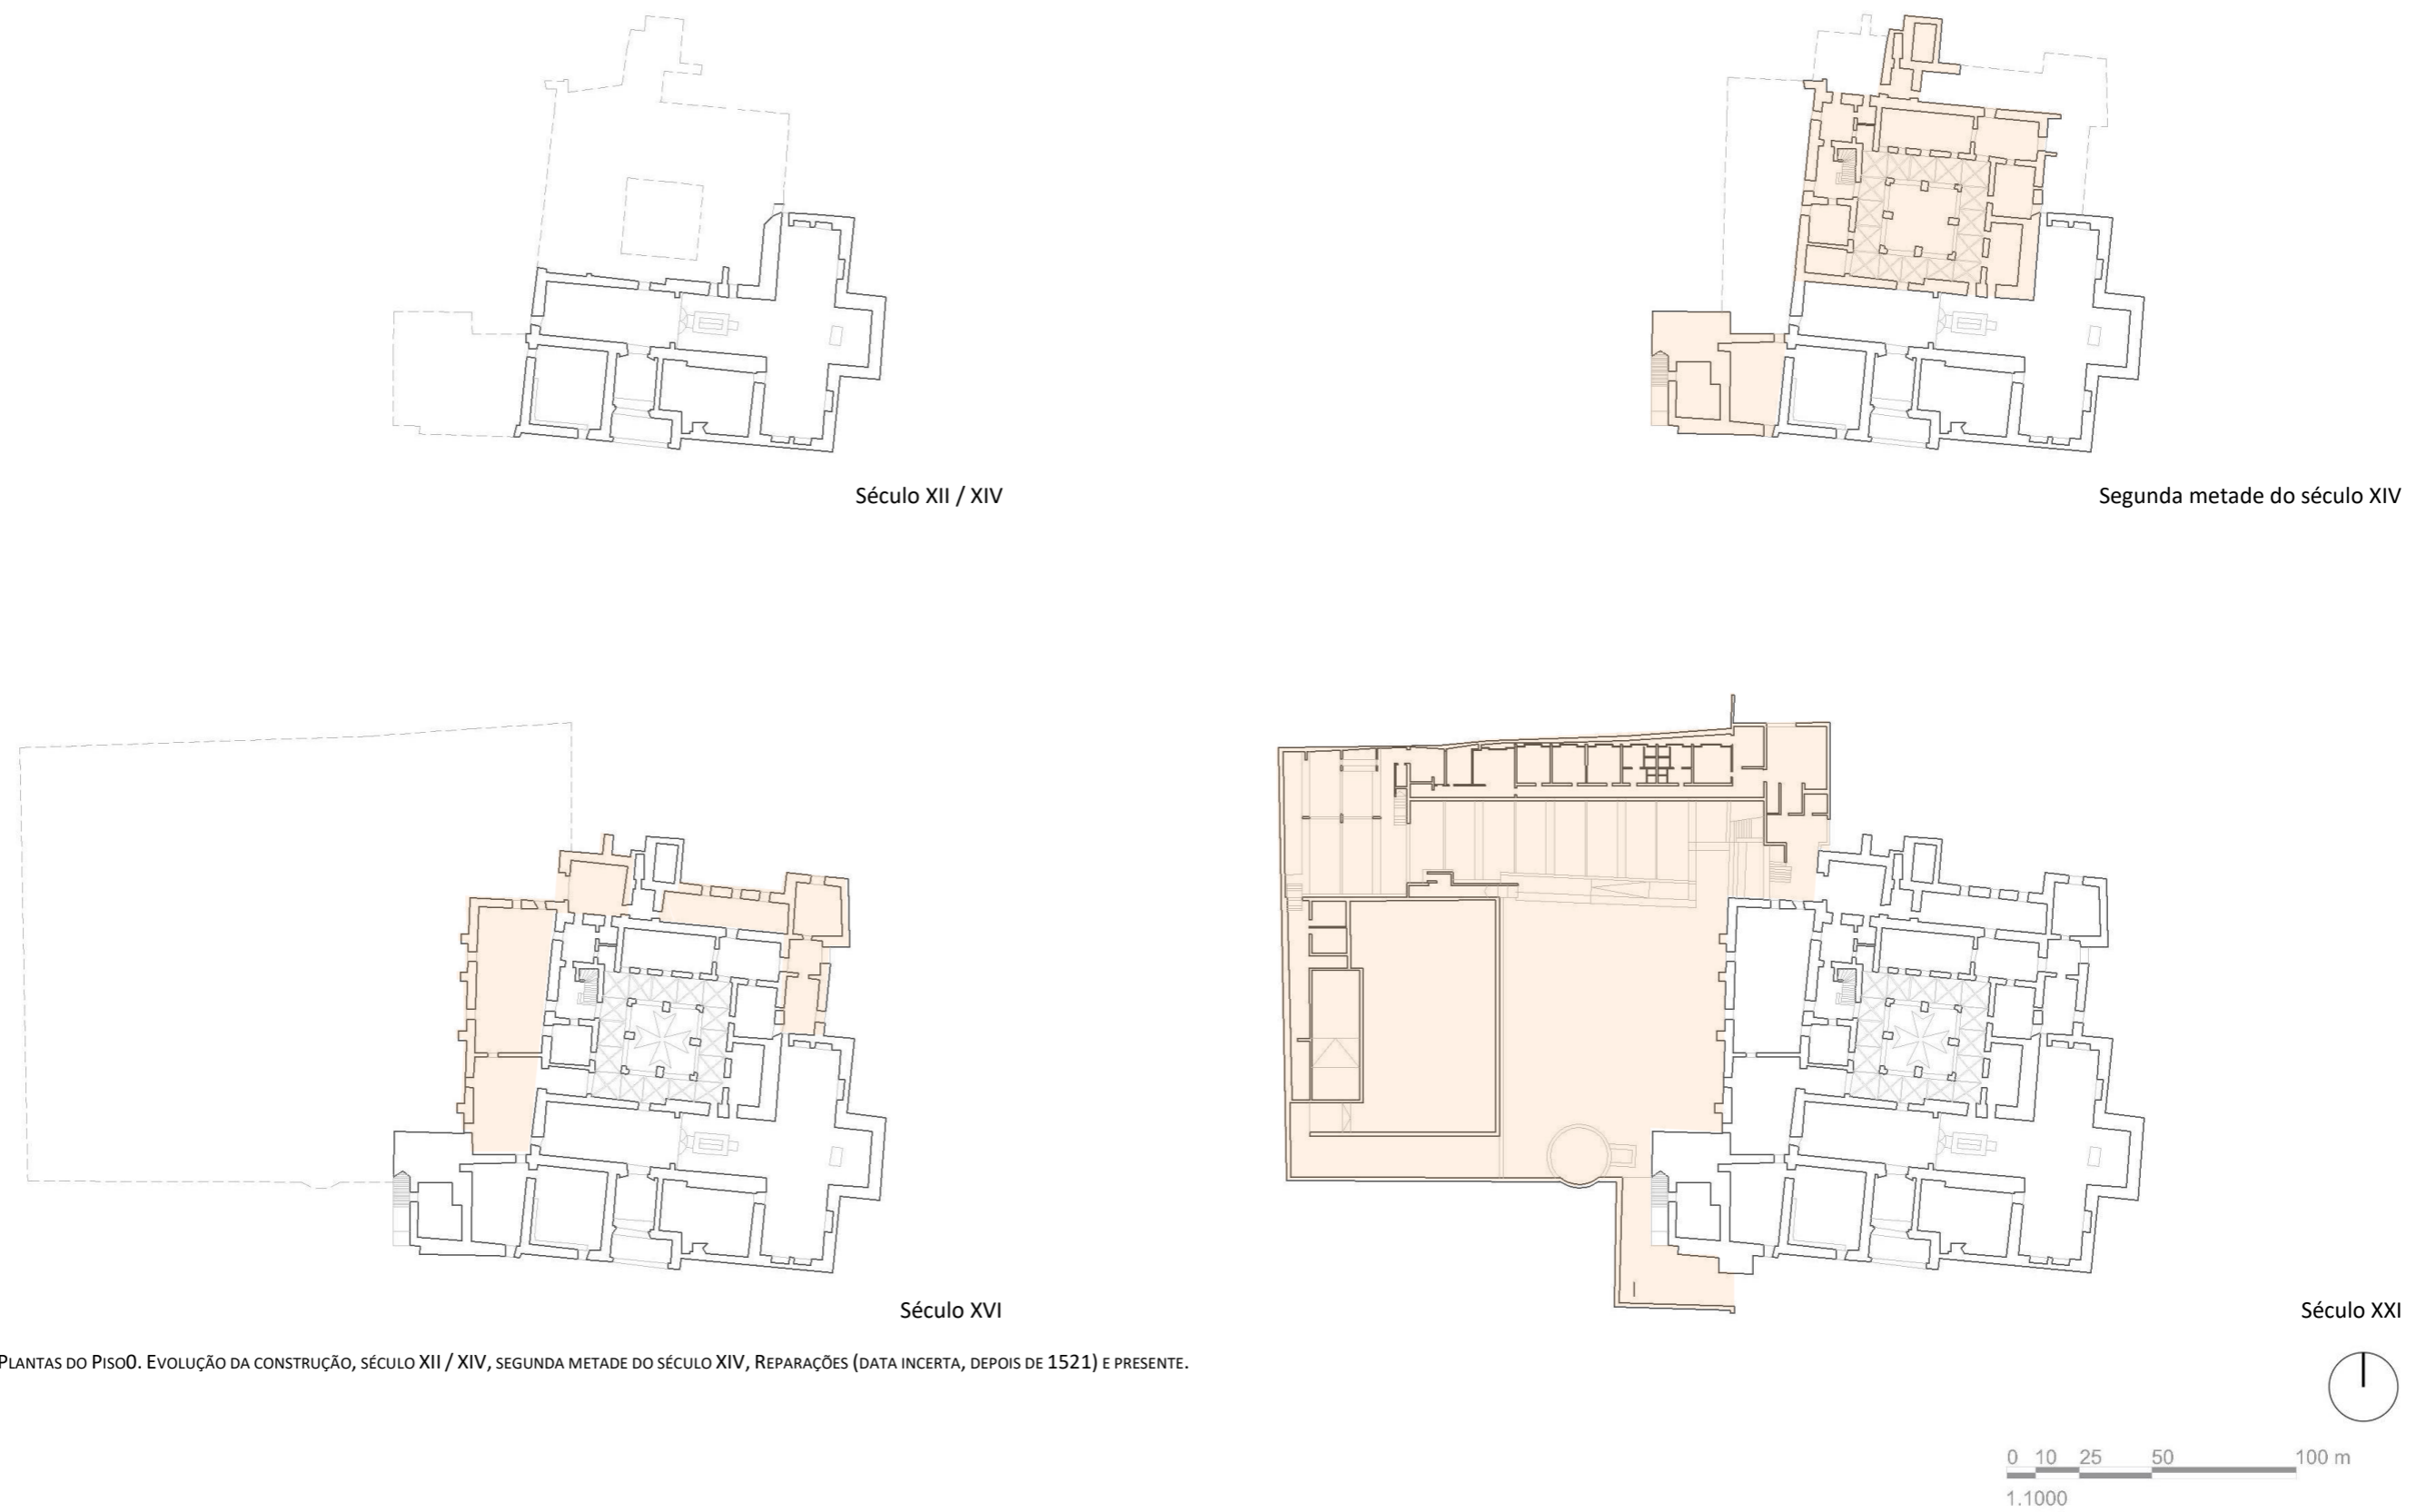 Século XII / XIV
Segunda metade do século XIV
Século XVI
Século XXI
PLANTAS DO PISO0. EVOLUÇÃO DA CONSTRUÇÃO, SÉCULO XII / XIV, SEGUNDA METADE DO SÉCULO XIV, REPARAÇÕES (DATA INCERTA, DEPOIS DE 1521) E PRESENTE.
0 10 25 50 100 m
1.1000